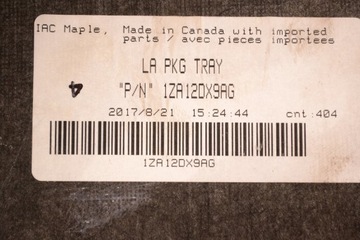 IAC Maple, Made in Canada with imported
parts / avec pieces importees
LA PKG TRAY
"P/N" 1ZA12DX9AG
2017/8/21 15:24:44 cnt:404
1ZA12DX9AG